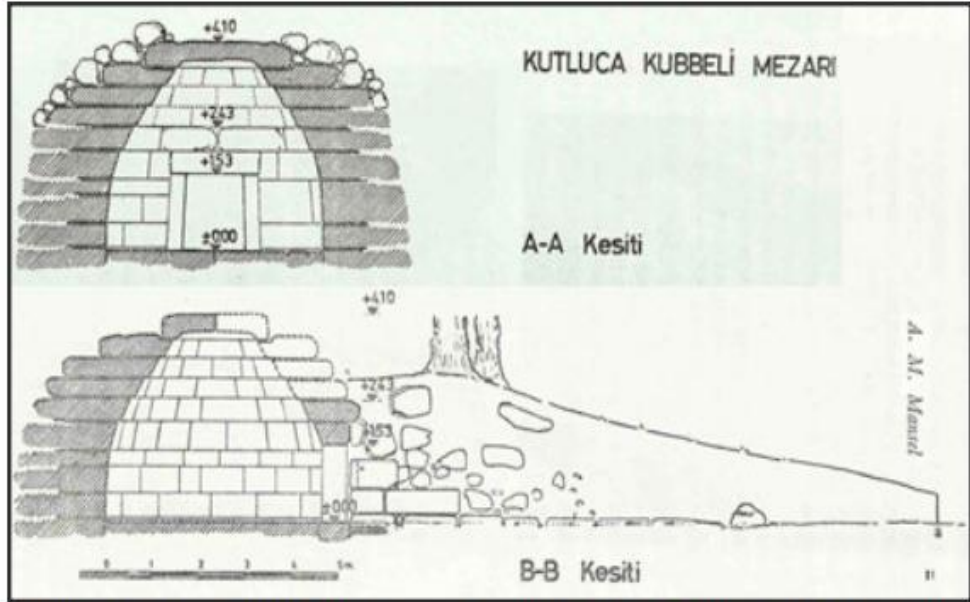 +410
KUTLUCA KUBBELİ MEZARI
+243
+153
±000
A-A Kesiti
+410
A. M. Mansel
+243
+153
±000
0 1 2 3 4 5m.
B-B Kesiti